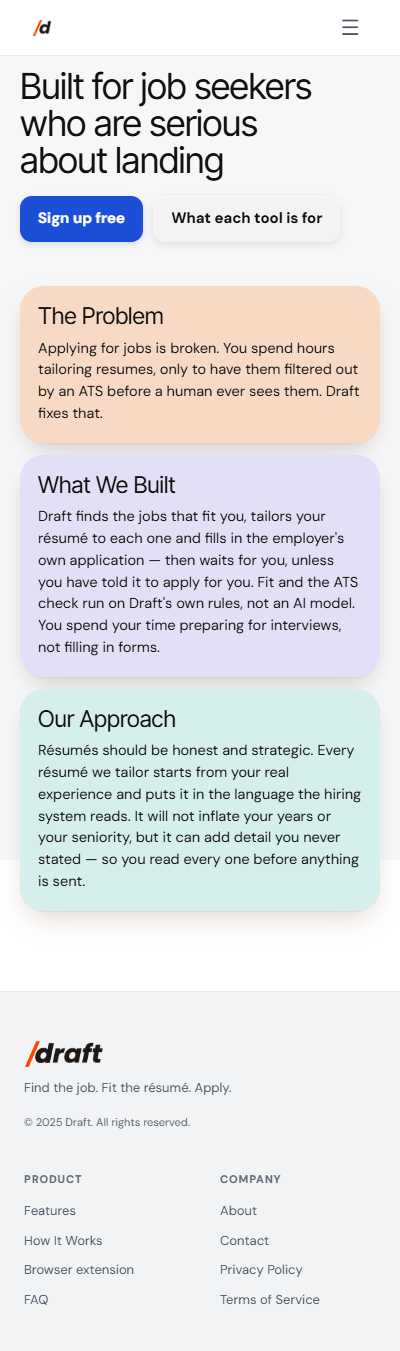 /d
☰
Built for job seekers
who are serious
about landing
Sign up free
What each tool is for
The Problem
Applying for jobs is broken. You spend hours
tailoring resumes, only to have them filtered out
by an ATS before a human ever sees them. Draft
fixes that.
What We Built
Draft finds the jobs that fit you, tailors your
résumé to each one and fills in the employer's
own application — then waits for you, unless
you have told it to apply for you. Fit and the ATS
check run on Draft's own rules, not an AI model.
You spend your time preparing for interviews,
not filling in forms.
Our Approach
Résumés should be honest and strategic. Every
résumé we tailor starts from your real
experience and puts it in the language the hiring
system reads. It will not inflate your years or
your seniority, but it can add detail you never
stated — so you read every one before anything
is sent.
/draft
Find the job. Fit the résumé. Apply.
© 2025 Draft. All rights reserved.
PRODUCT
Features
How It Works
Browser extension
FAQ
COMPANY
About
Contact
Privacy Policy
Terms of Service